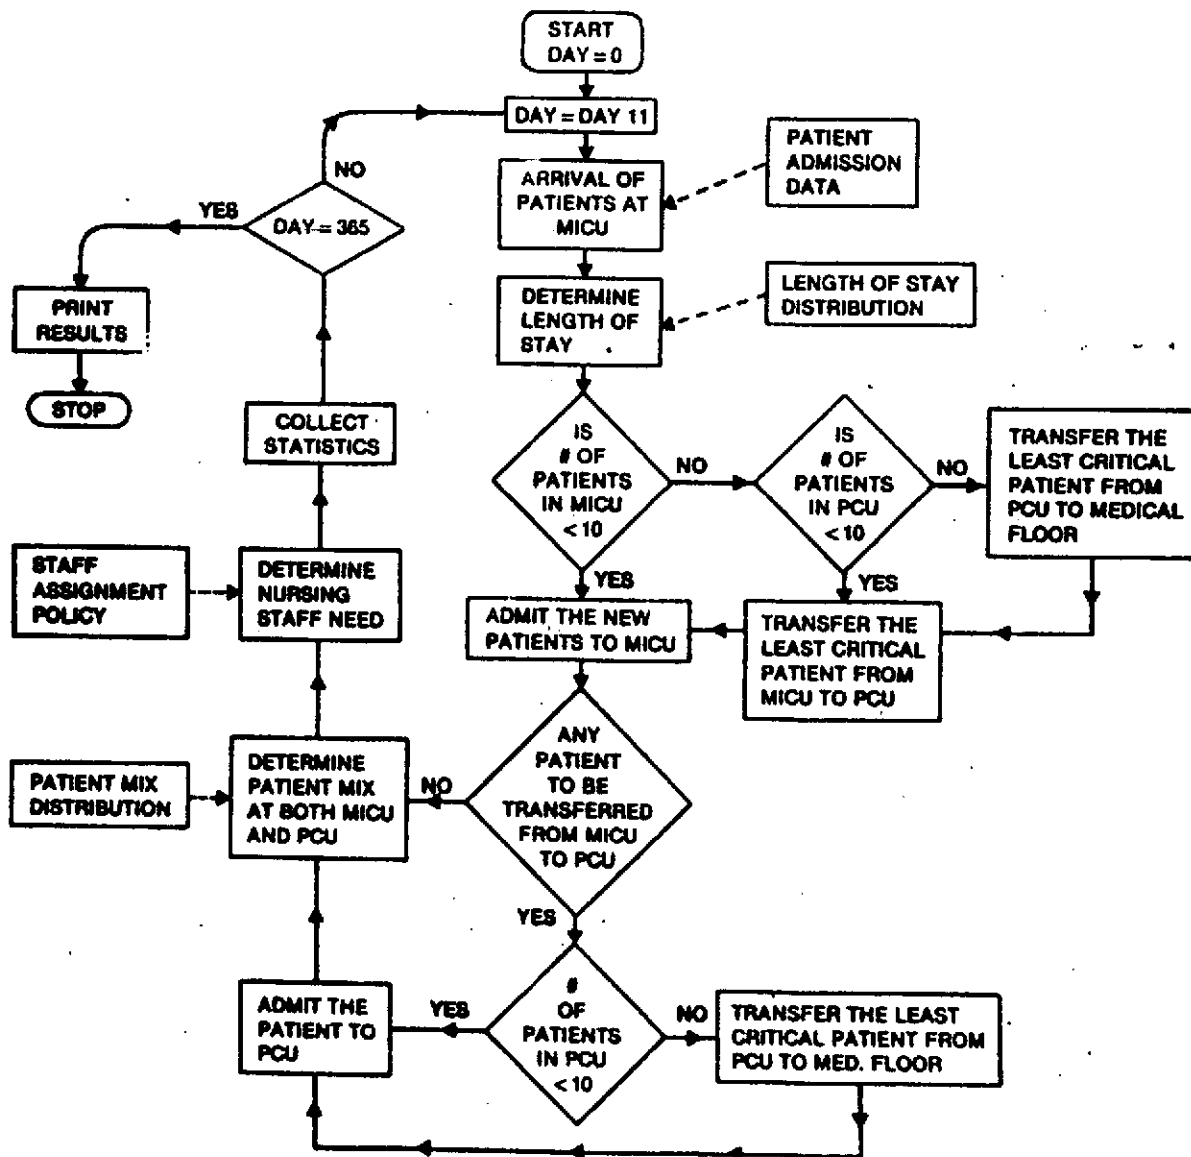 START
DAY = 0
DAY = DAY 11
PATIENT
ADMISSION
DATA
ARRIVAL OF
PATIENTS AT
MICU
NO
YES
DAY = 365
LENGTH OF STAY
DISTRIBUTION
DETERMINE
LENGTH OF
STAY
PRINT
RESULTS
STOP
COLLECT
STATISTICS
IS
# OF
PATIENTS
IN MICU
< 10
NO
IS
# OF
PATIENTS
IN PCU
< 10
NO
TRANSFER THE
LEAST CRITICAL
PATIENT FROM
PCU TO MEDICAL
FLOOR
STAFF
ASSIGNMENT
POLICY
DETERMINE
NURSING
STAFF NEED
YES
YES
ADMIT THE NEW
PATIENTS TO MICU
TRANSFER THE
LEAST CRITICAL
PATIENT FROM
MICU TO PCU
PATIENT MIX
DISTRIBUTION
DETERMINE
PATIENT MIX
AT BOTH MICU
AND PCU
NO
ANY
PATIENT
TO BE
TRANSFERRED
FROM MICU
TO PCU
YES
ADMIT THE
PATIENT TO
PCU
YES
#
OF
PATIENTS
IN PCU
< 10
NO
TRANSFER THE LEAST
CRITICAL PATIENT FROM
PCU TO MED. FLOOR